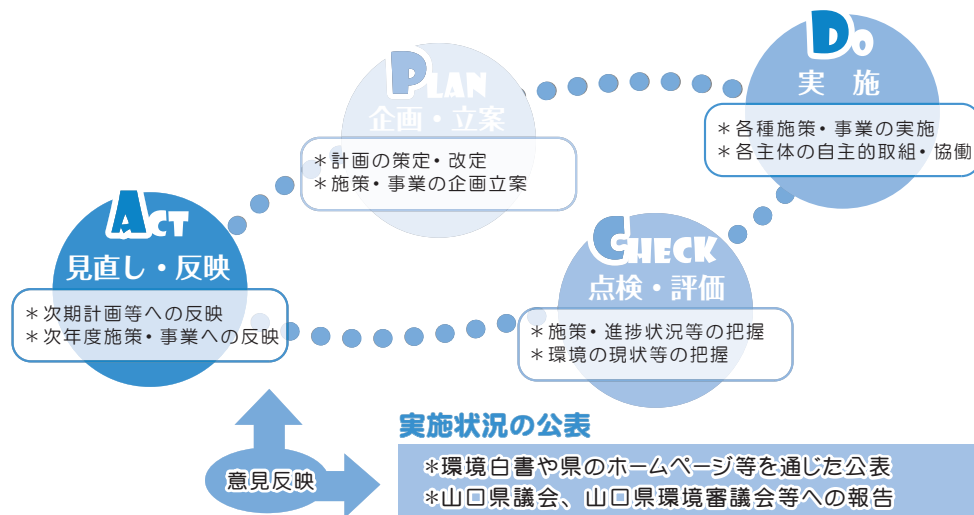 PLAN
企画・立案
＊計画の策定・改定
＊施策・事業の企画立案
Do
実 施
＊各種施策・事業の実施
＊各主体の自主的取組・協働
CHECK
点検・評価
＊施策・進捗状況等の把握
＊環境の現状等の把握
ACT
見直し・反映
＊次期計画等への反映
＊次年度施策・事業への反映
意見反映
実施状況の公表
＊環境白書や県のホームページ等を通じた公表
＊山口県議会、山口県環境審議会等への報告